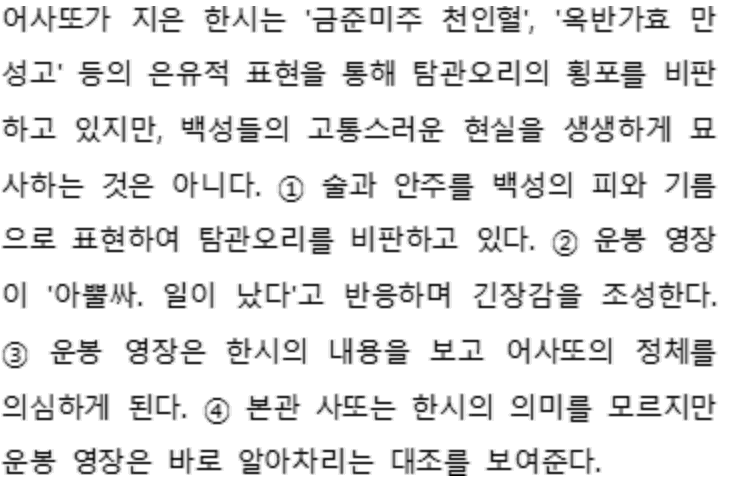 어사또가 지은 한시는 '금준미주 천인혈', '옥반가효 만
성고' 등의 은유적 표현을 통해 탐관오리의 횡포를 비판
하고 있지만, 백성들의 고통스러운 현실을 생생하게 묘
사하는 것은 아니다. ① 술과 안주를 백성의 피와 기름
으로 표현하여 탐관오리를 비판하고 있다. ② 운봉 영장
이 '아뿔싸. 일이 났다'고 반응하며 긴장감을 조성한다.
③ 운봉 영장은 한시의 내용을 보고 어사또의 정체를
의심하게 된다. ④ 본관 사또는 한시의 의미를 모르지만
운봉 영장은 바로 알아차리는 대조를 보여준다.